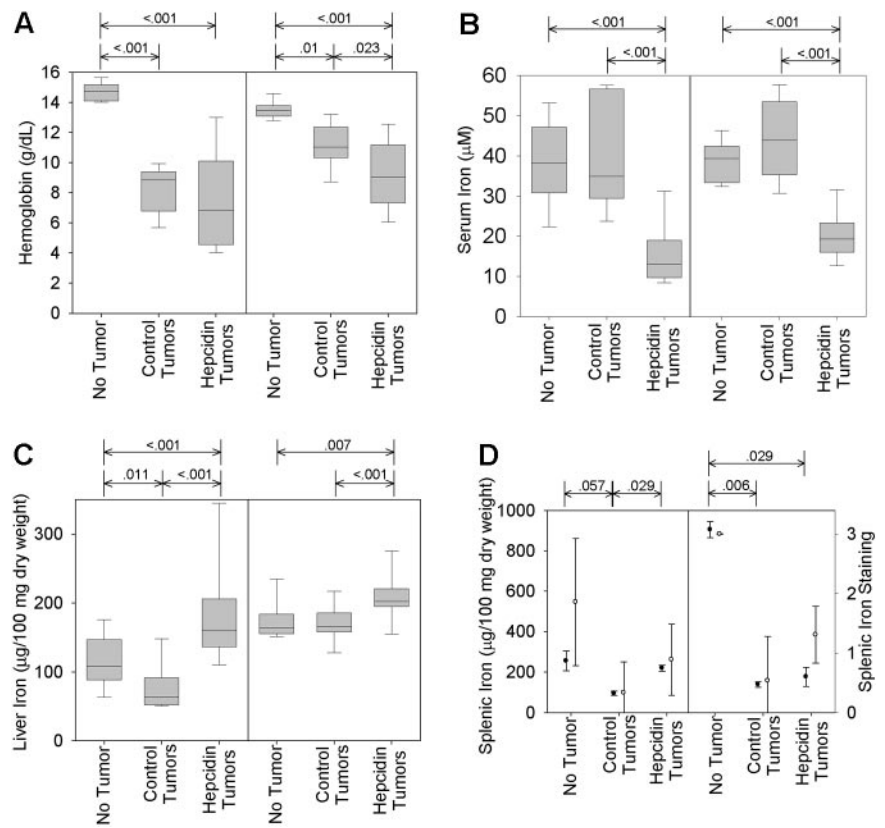 A
<.001
<.001
<.001
<.001
.01
.023
Hemoglobin (g/dL)
16
14
12
10
8
6
4
2
0
No Tumor
Control
Tumors
Hepcidin
Tumors
No Tumor
Control
Tumors
Hepcidin
Tumors
B
<.001
<.001
<.001
<.001
Serum Iron (µM)
60
50
40
30
20
10
0
No Tumor
Control
Tumors
Hepcidin
Tumors
No Tumor
Control
Tumors
Hepcidin
Tumors
C
<.001
.007
.011
<.001
<.001
Liver Iron (µg/100 mg dry weight)
300
200
100
0
No Tumor
Control
Tumors
Hepcidin
Tumors
No Tumor
Control
Tumors
Hepcidin
Tumors
D
.029
.057
.029
.006
Splenic Iron (µg/100 mg dry weight)
1000
800
600
400
200
0
3
2
1
0
Splenic Iron Staining
No Tumor
Control
Tumors
Hepcidin
Tumors
No Tumor
Control
Tumors
Hepcidin
Tumors